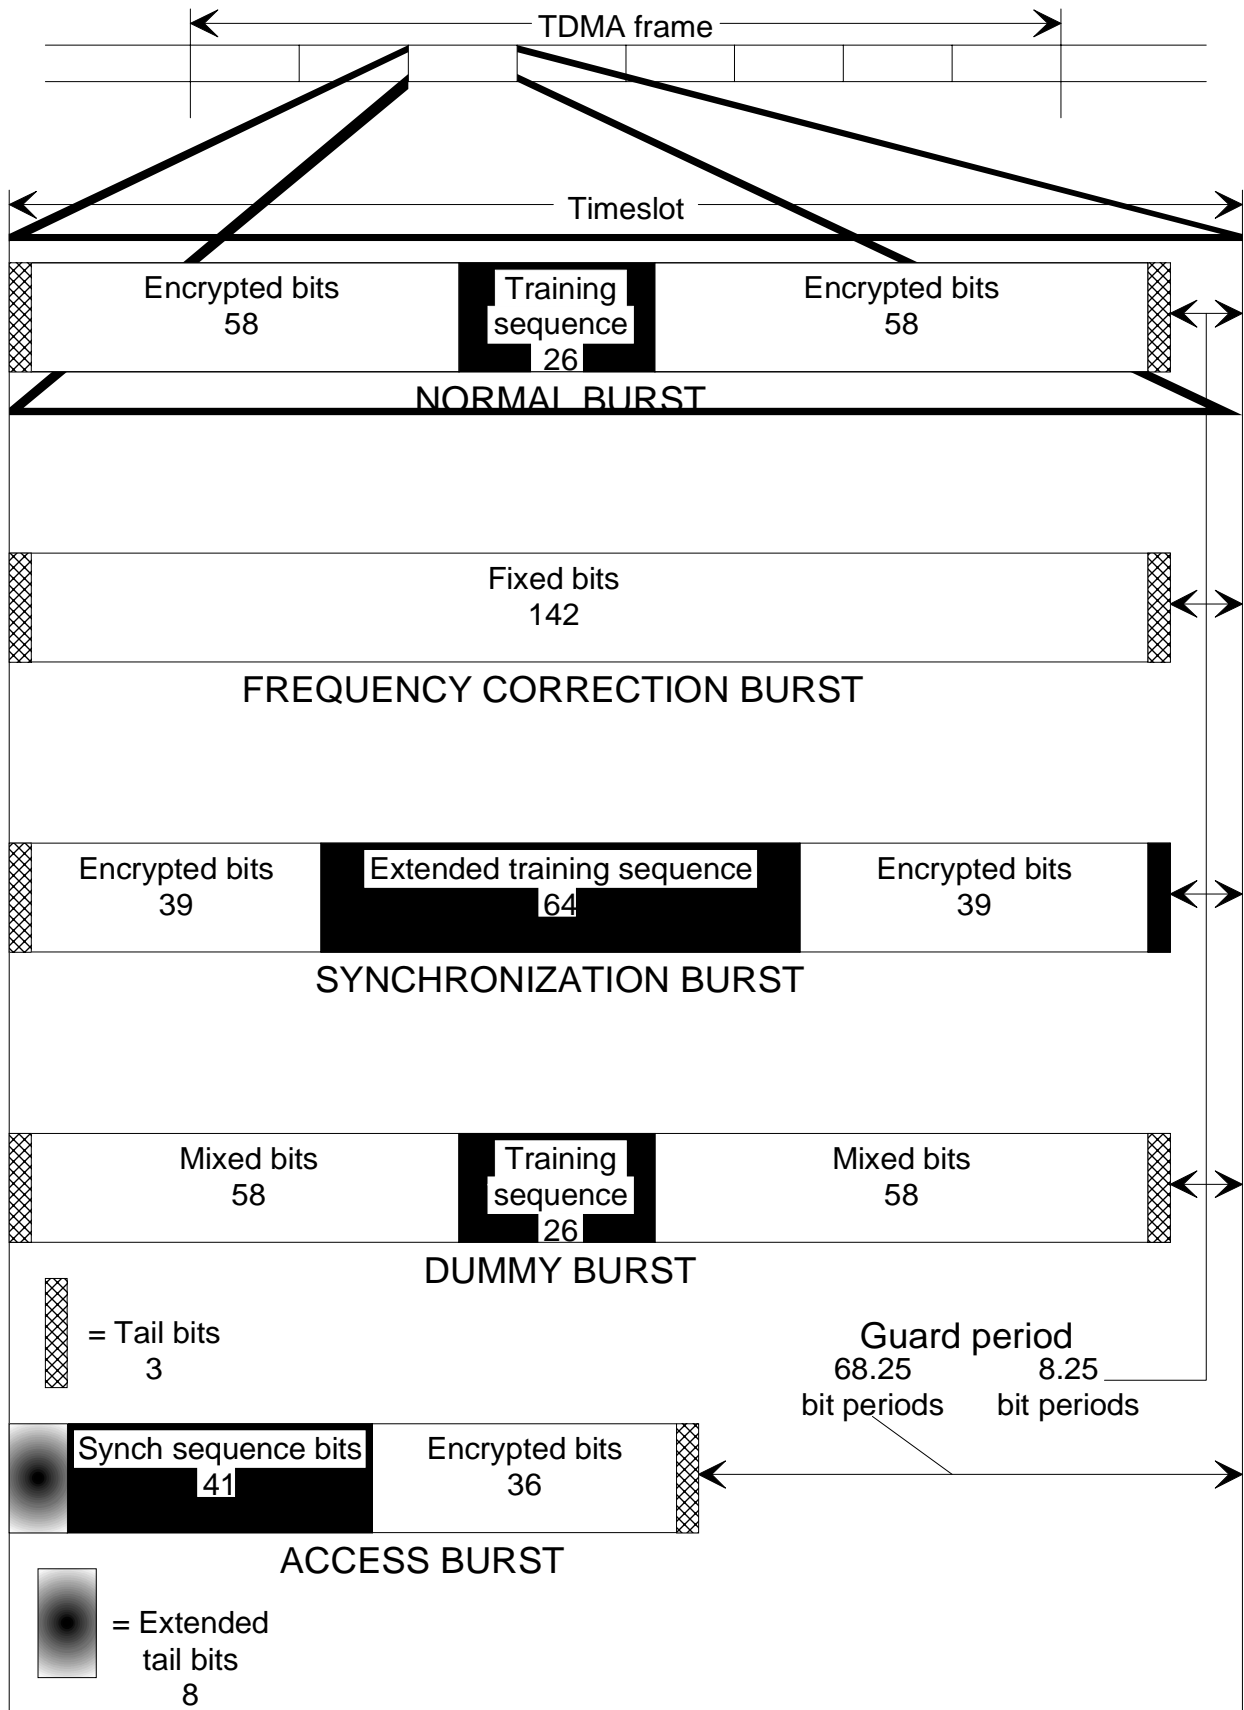 TDMA frame
Timeslot
Encrypted bits
58
Training
sequence
26
Encrypted bits
58
NORMAL BURST
Fixed bits
142
FREQUENCY CORRECTION BURST
Encrypted bits
39
Extended training sequence
64
Encrypted bits
39
SYNCHRONIZATION BURST
Mixed bits
58
Training
sequence
26
Mixed bits
58
DUMMY BURST
= Tail bits
3
Guard period
68.25
bit periods
8.25
bit periods
Synch sequence bits
41
Encrypted bits
36
ACCESS BURST
= Extended
tail bits
8